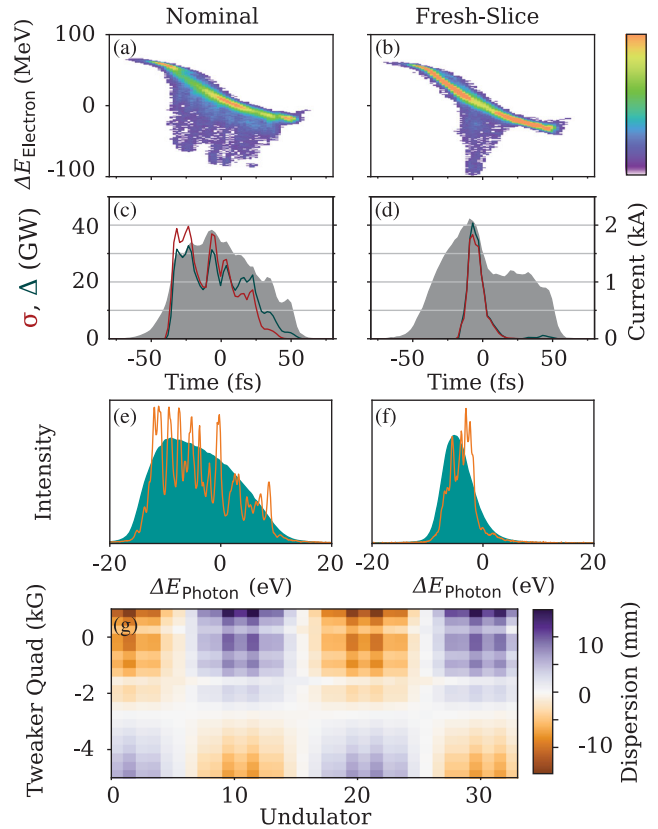 Nominal
Fresh-Slice
ΔE_Electron (MeV)
100
0
-100
(a)
(b)
σ, Δ (GW)
40
20
0
(c)
(d)
2
1
0
Current (kA)
-50
0
50
-50
0
50
Time (fs)
Time (fs)
Intensity
(e)
(f)
-20
0
20
-20
0
20
ΔE_Photon (eV)
ΔE_Photon (eV)
Tweaker Quad (kG)
(g)
0
-2
-4
10
0
-10
Dispersion (mm)
0
10
20
30
Undulator